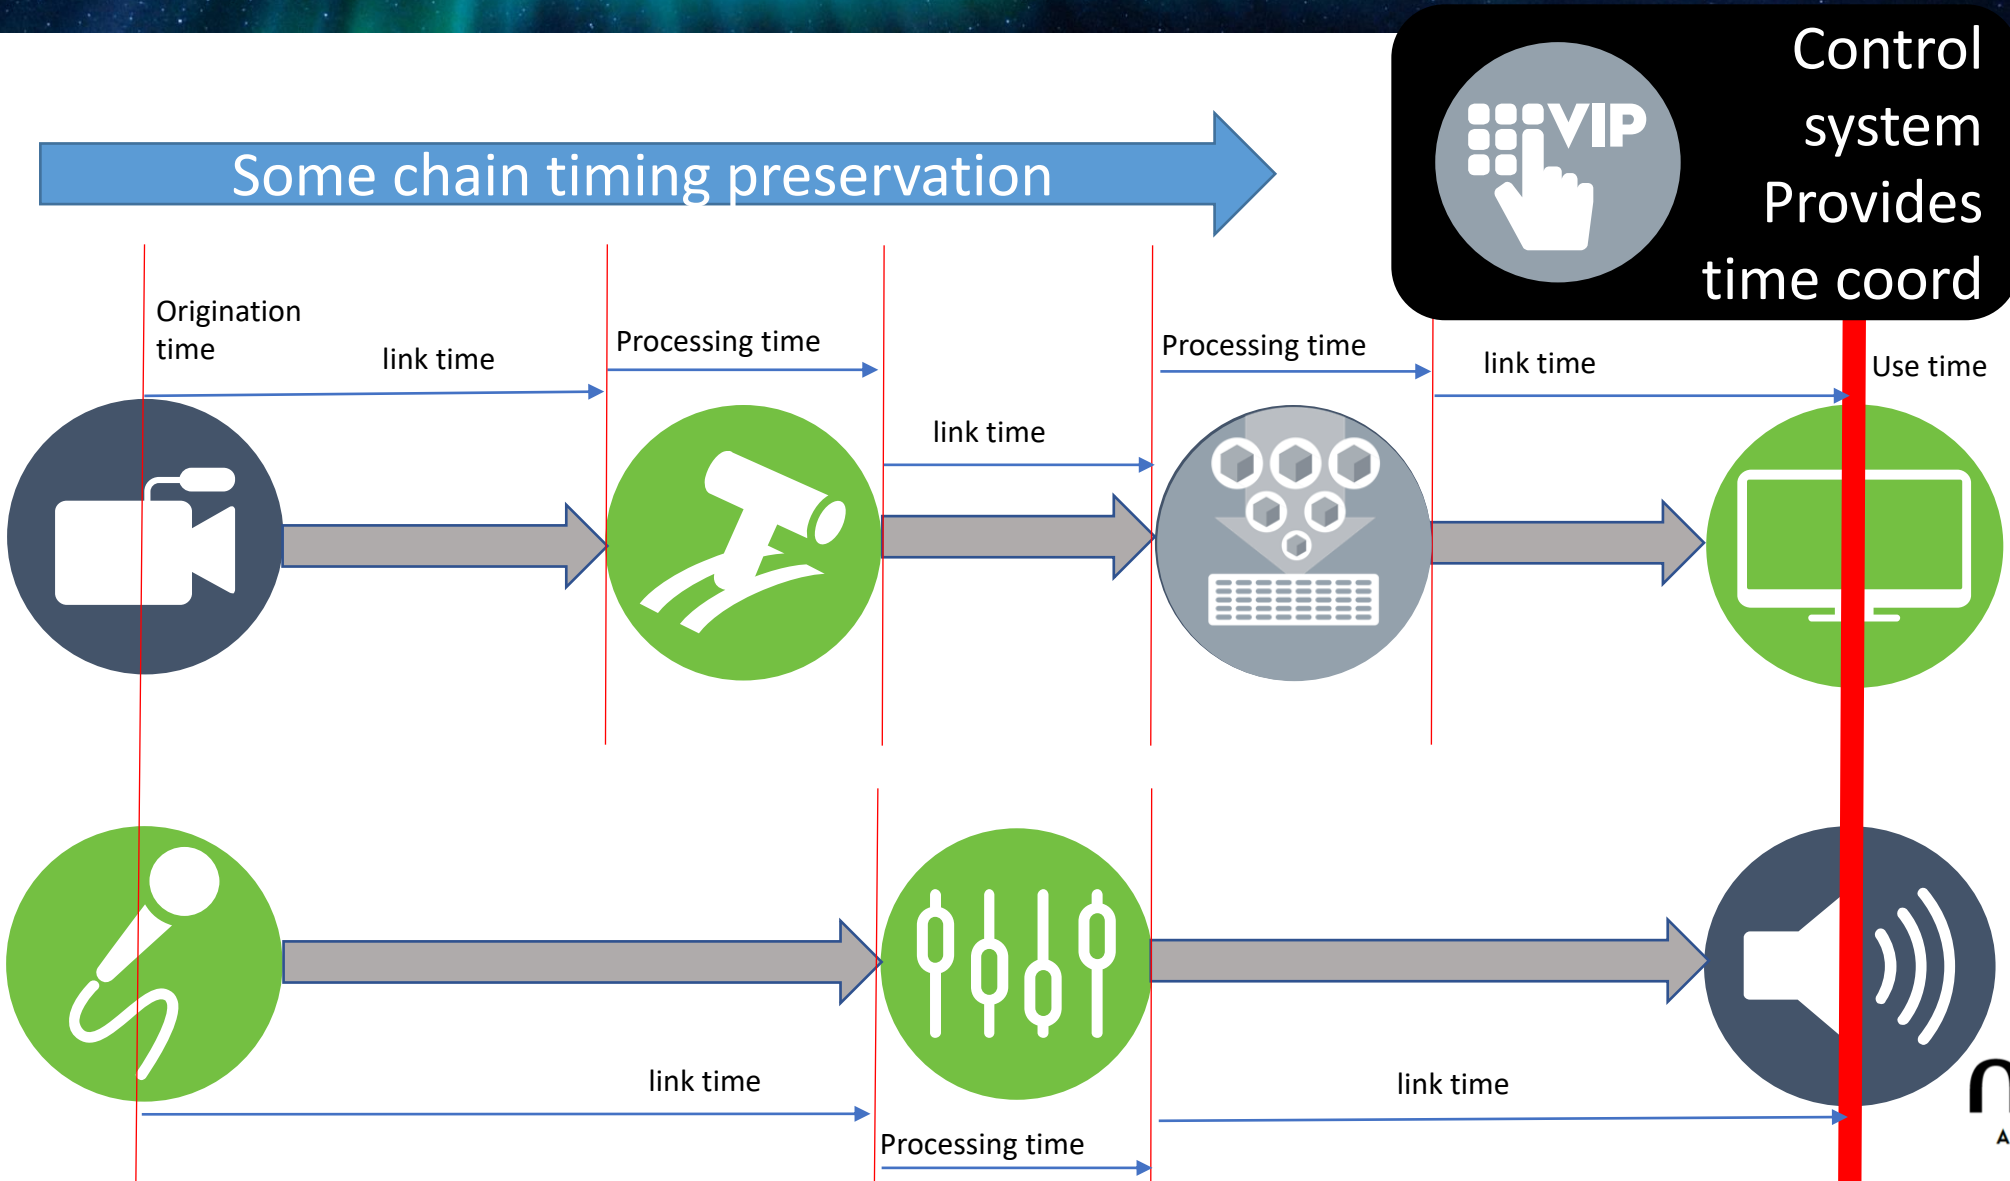 Control
system
Provides
time coord
VIP
Some chain timing preservation
Origination
time
link time
Processing time
link time
Processing time
link time
Use time
link time
Processing time
link time
A